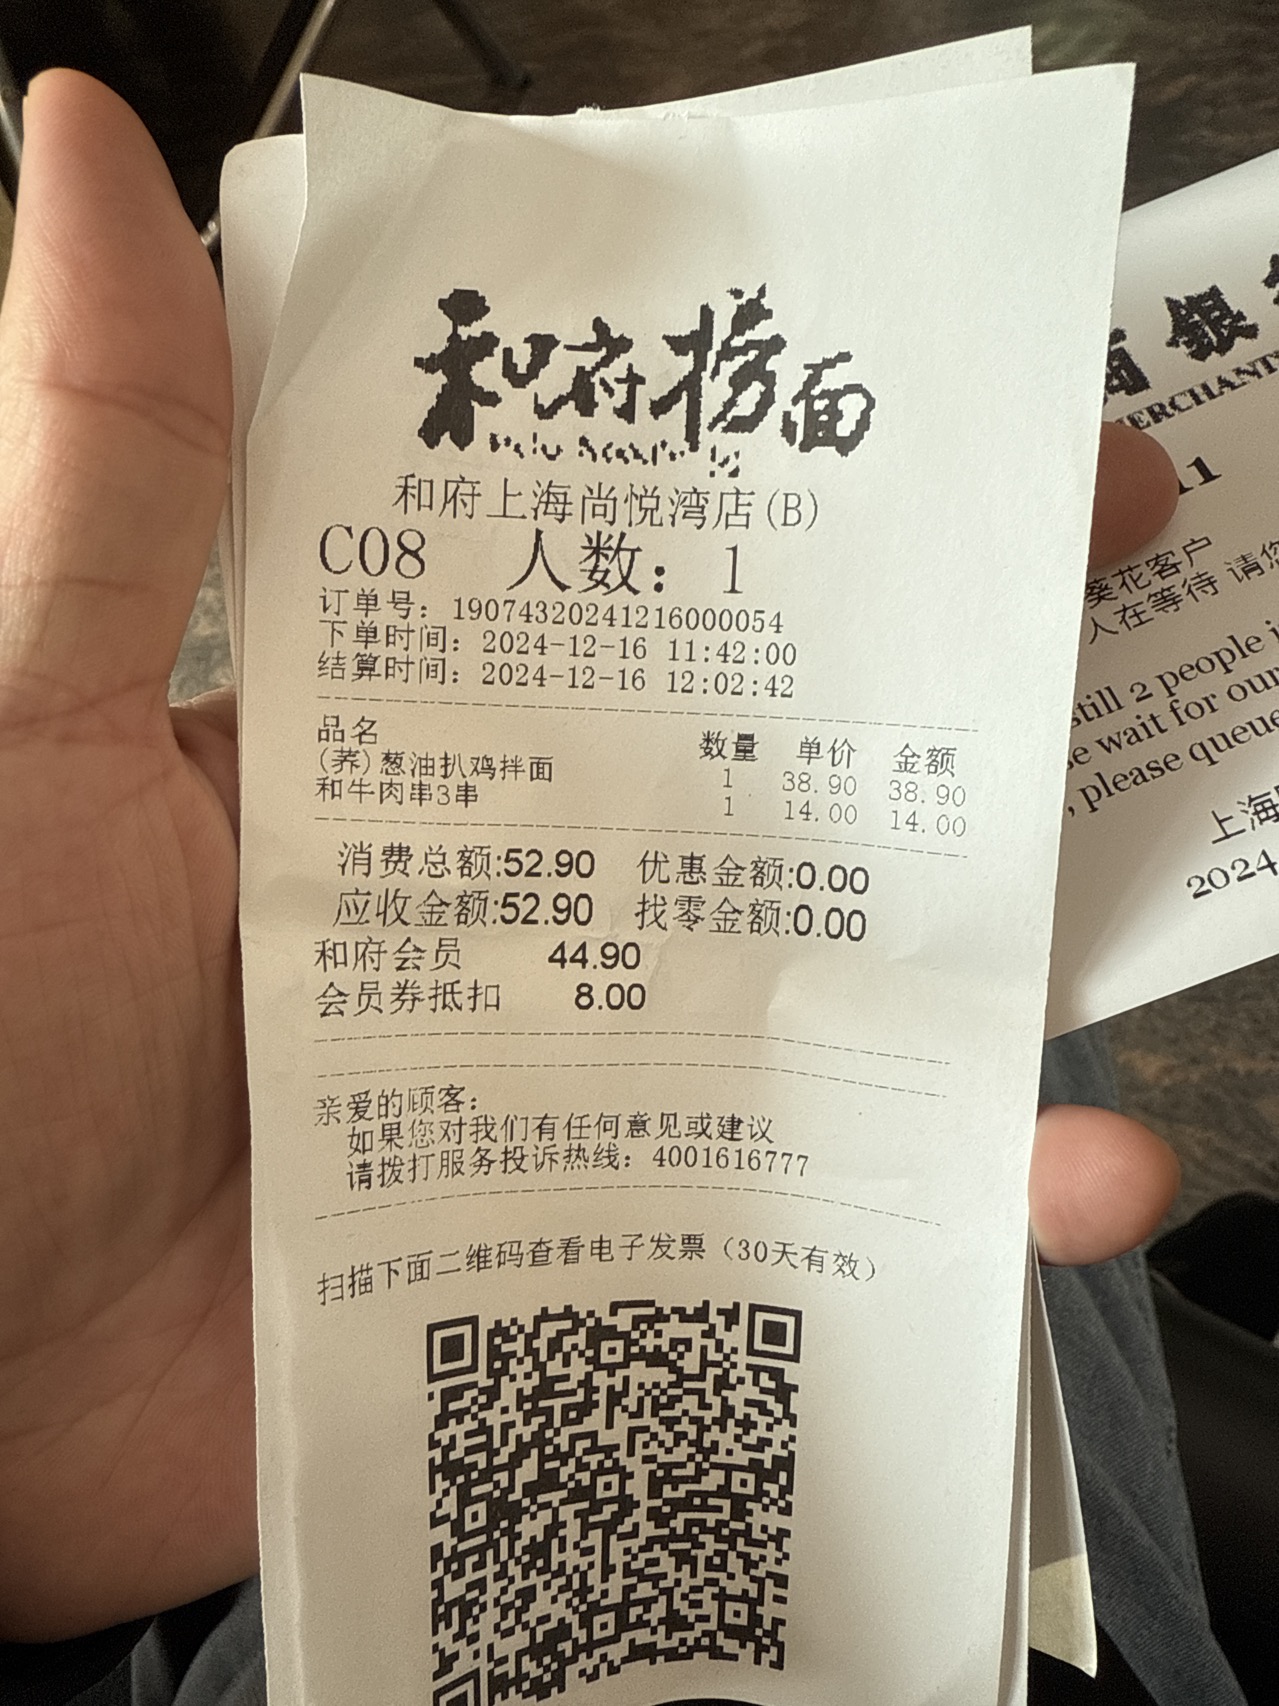 和府捞面
和府上海尚悦湾店(B)
C08 人数：1
订单号：19074320241216000054
下单时间：2024-12-16 11:42:00
结算时间：2024-12-16 12:02:42
品名 数量 单价 金额
(荞)葱油扒鸡拌面 1 38.90 38.90
和牛肉串3串 1 14.00 14.00
消费总额:52.90 优惠金额:0.00
应收金额:52.90 找零金额:0.00
和府会员 44.90
会员券抵扣 8.00
亲爱的顾客：
如果您对我们有任何意见或建议
请拨打服务投诉热线：4001616777
扫描下面二维码查看电子发票（30天有效）
商银
MERCHANT
11
葵花客户
人在等待 请您
still 2 people i
se wait for our
, please queue
上海
2024